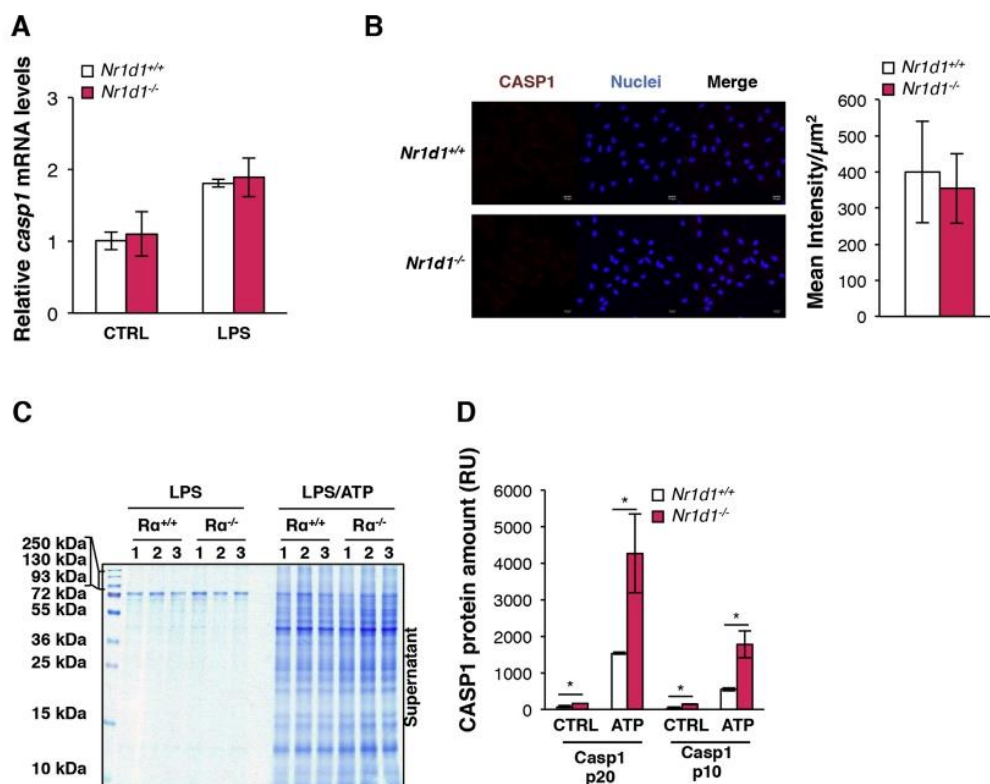 A
Nr1d1+/+
Nr1d1-/-
Relative casp1 mRNA levels
3
2
1
0
CTRL LPS
B
CASP1 Nuclei Merge
Nr1d1+/+
Nr1d1-/-
Nr1d1+/+
Nr1d1-/-
Mean Intensity/µm²
600
500
400
300
200
100
0
C
LPS LPS/ATP
Rα+/+ Rα-/- Rα+/+ Rα-/-
1 2 3 1 2 3 1 2 3 1 2 3
250 kDa
130 kDa
93 kDa
72 kDa
55 kDa
36 kDa
25 kDa
15 kDa
10 kDa
Supernatant
D
CASP1 protein amount (RU)
Nr1d1+/+
Nr1d1-/-
6000
5000
4000
3000
2000
1000
0
* * * *
CTRL ATP CTRL ATP
Casp1 Casp1
p20 p10